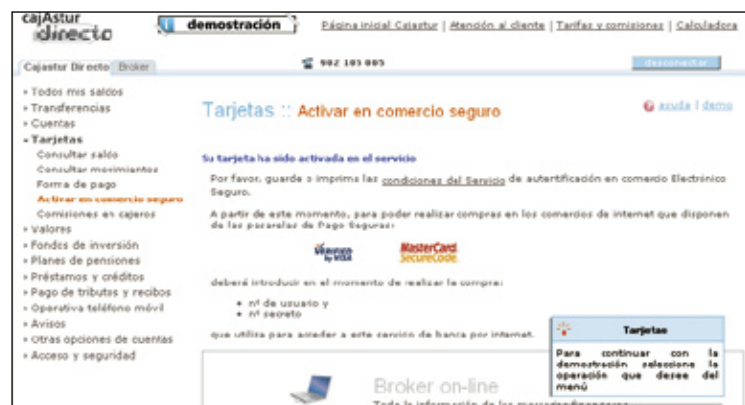 cajAstur directo
demostración
Página inicial Cajastur | Atención al cliente | Tarifas y comisiones | Calculadora
Cajastur Directo Broker
902 105 005
desconectar
Todos mis saldos
Transferencias
Cuentas
Tarjetas
Consultar saldo
Consultar movimientos
Forma de pago
Activar en comercio seguro
Comisiones en cajeros
Valores
Fondos de inversión
Planes de pensiones
Préstamos y créditos
Pago de tributos y recibos
Operativa teléfono móvil
Avisos
Otras opciones de cuentas
Acceso y seguridad
Tarjetas :: Activar en comercio seguro
ayuda | demo
Su tarjeta ha sido activada en el servicio
Por favor, guarde o imprima las condiciones del Servicio de autentificación en comercio Electrónico
Seguro.
A partir de este momento, para poder realizar compras en los comercios de internet que disponen
de las pasarelas de Pago Seguras:
VERIFIED by VISA
MasterCard. SecureCode.
deberá introducir en el momento de realizar la compra:
nº de usuario y
nº secreto
que utiliza para acceder a este servicio de banca por internet.
Tarjetas
Para continuar con la
demostración seleccione la
operación que desee del
menú
Broker on-line
Toda la información de los mercados financieros